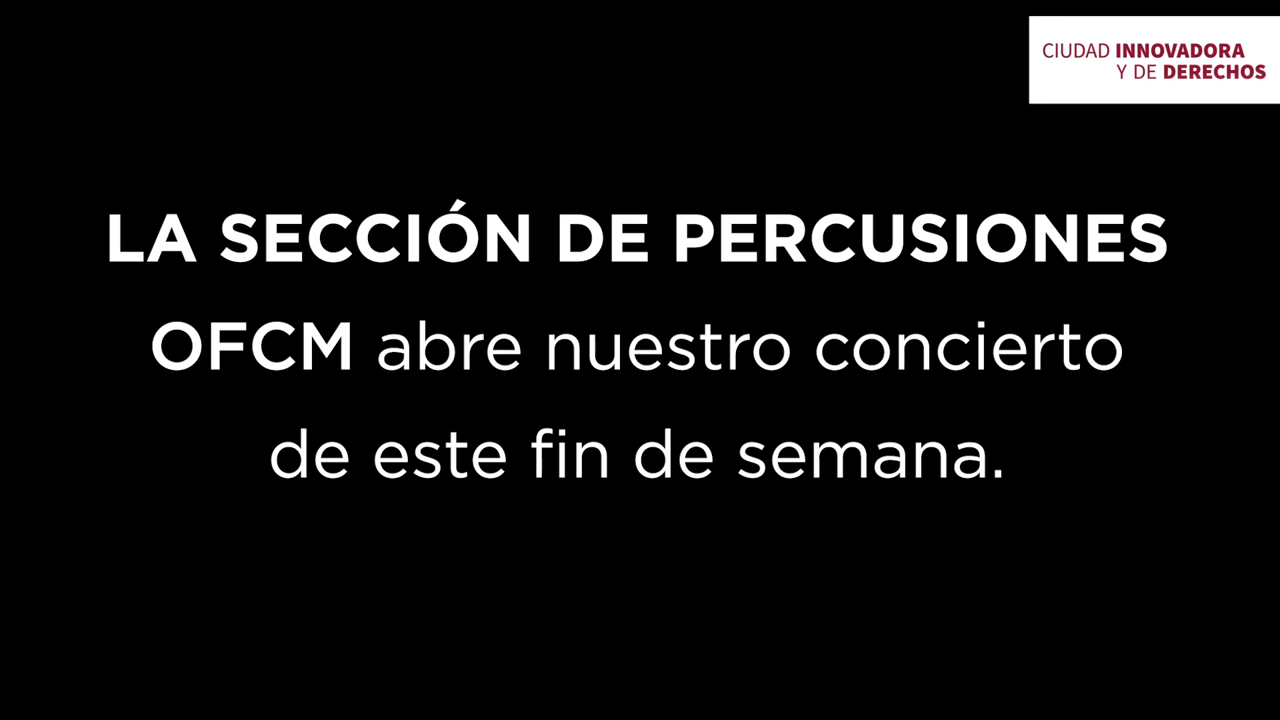 CIUDAD INNOVADORA
Y DE DERECHOS
LA SECCIÓN DE PERCUSIONES
OFCM abre nuestro concierto
de este fin de semana.